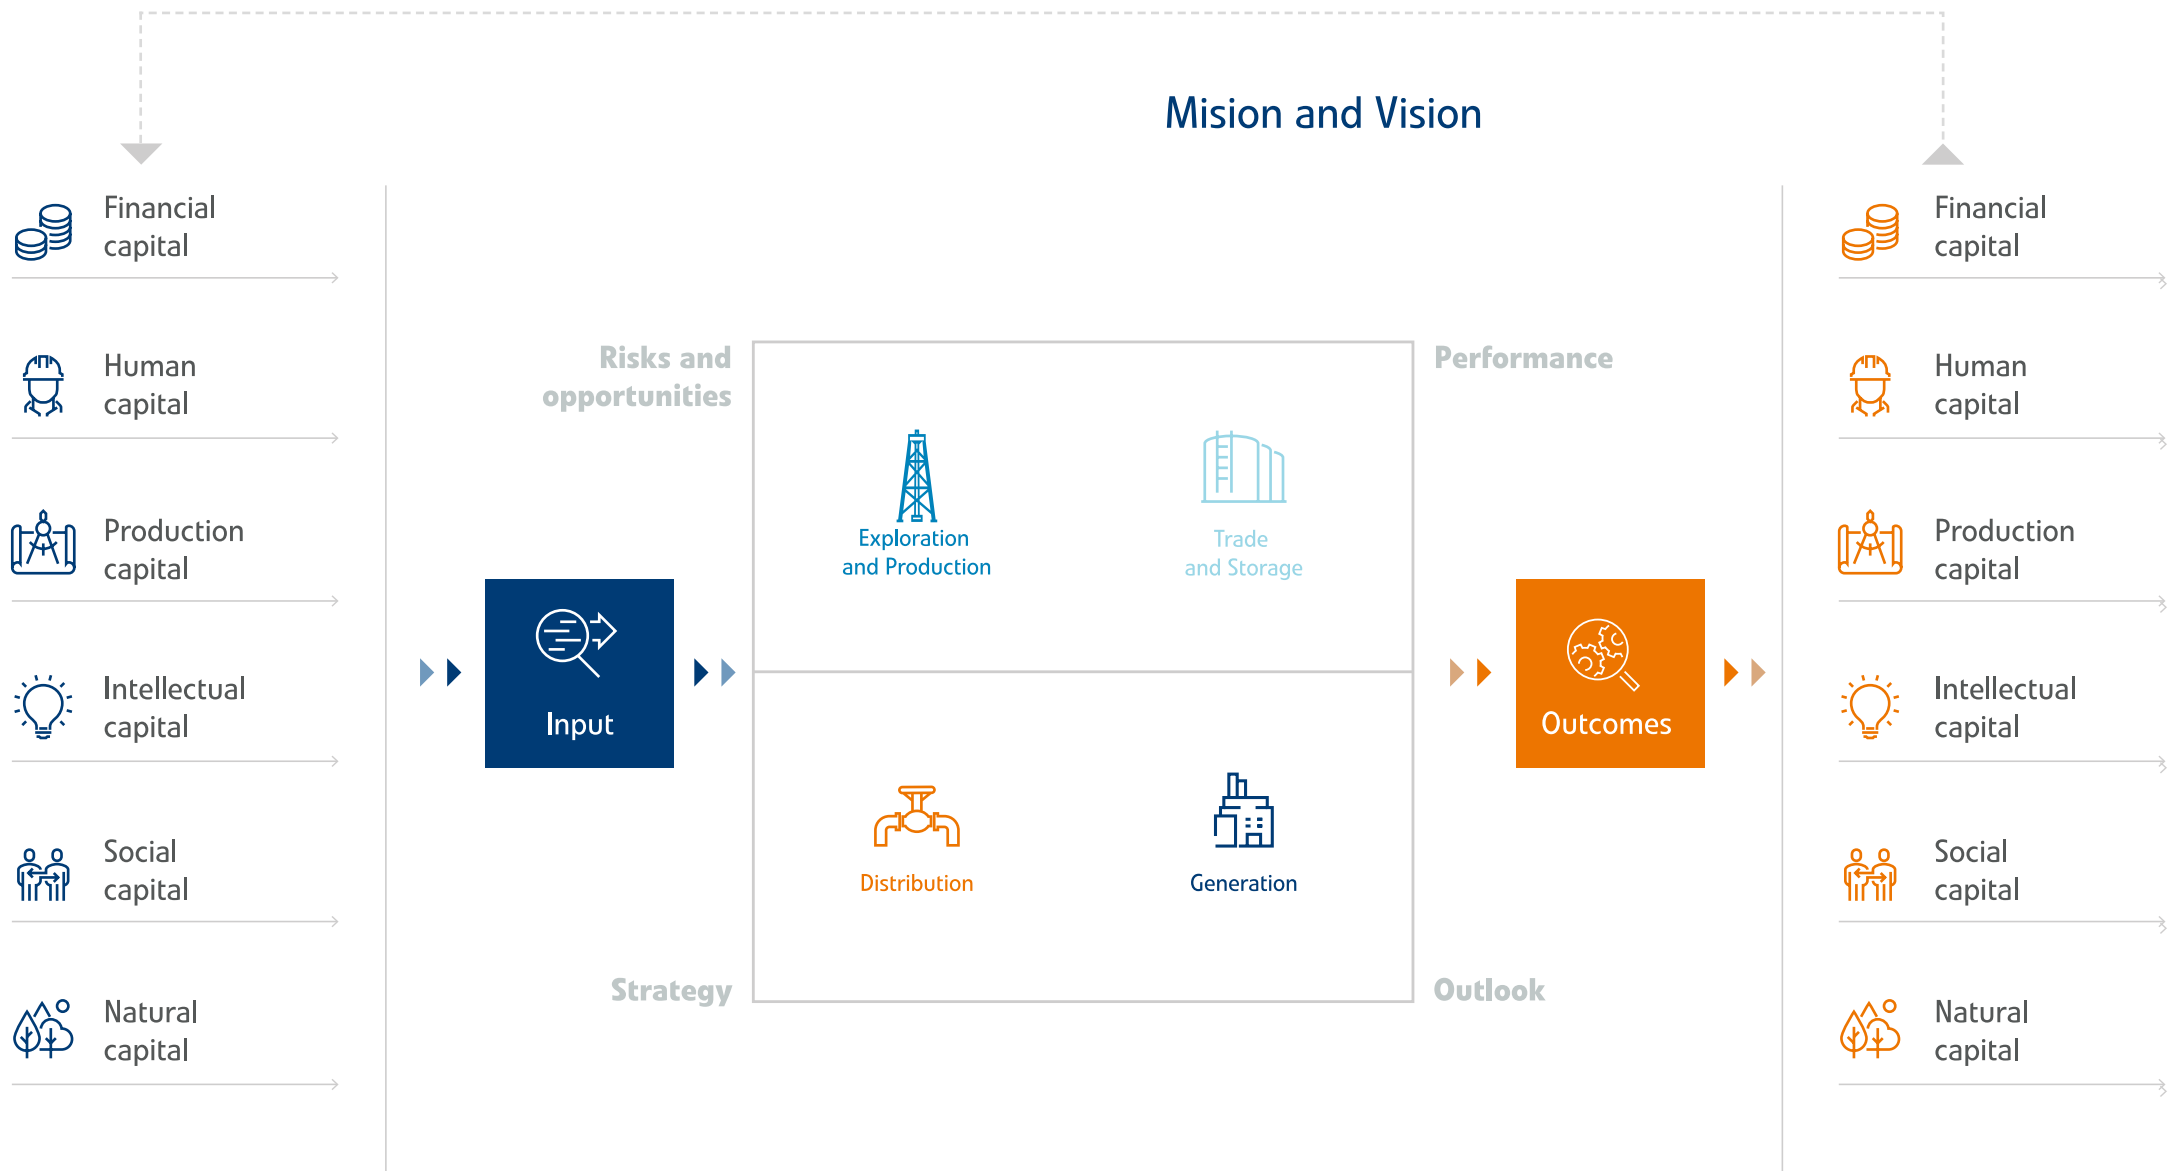 Mision and Vision
Financial
capital
Human
capital
Production
capital
Intellectual
capital
Social
capital
Natural
capital
Input
Risks and
opportunities
Strategy
Exploration
and Production
Trade
and Storage
Distribution
Generation
Performance
Outlook
Outcomes
Financial
capital
Human
capital
Production
capital
Intellectual
capital
Social
capital
Natural
capital